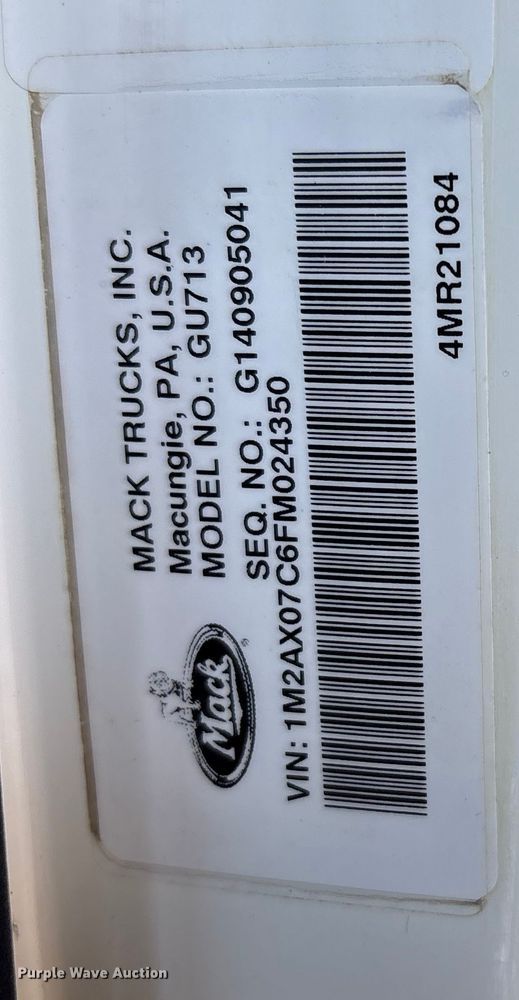 MACK TRUCKS, INC.
Macungie, PA, U.S.A.
MODEL NO.: GU713
SEQ. NO.: G140905041
Mack
®
VIN: 1M2AX07C6FM024350
4MR21084
Purple Wave Auction